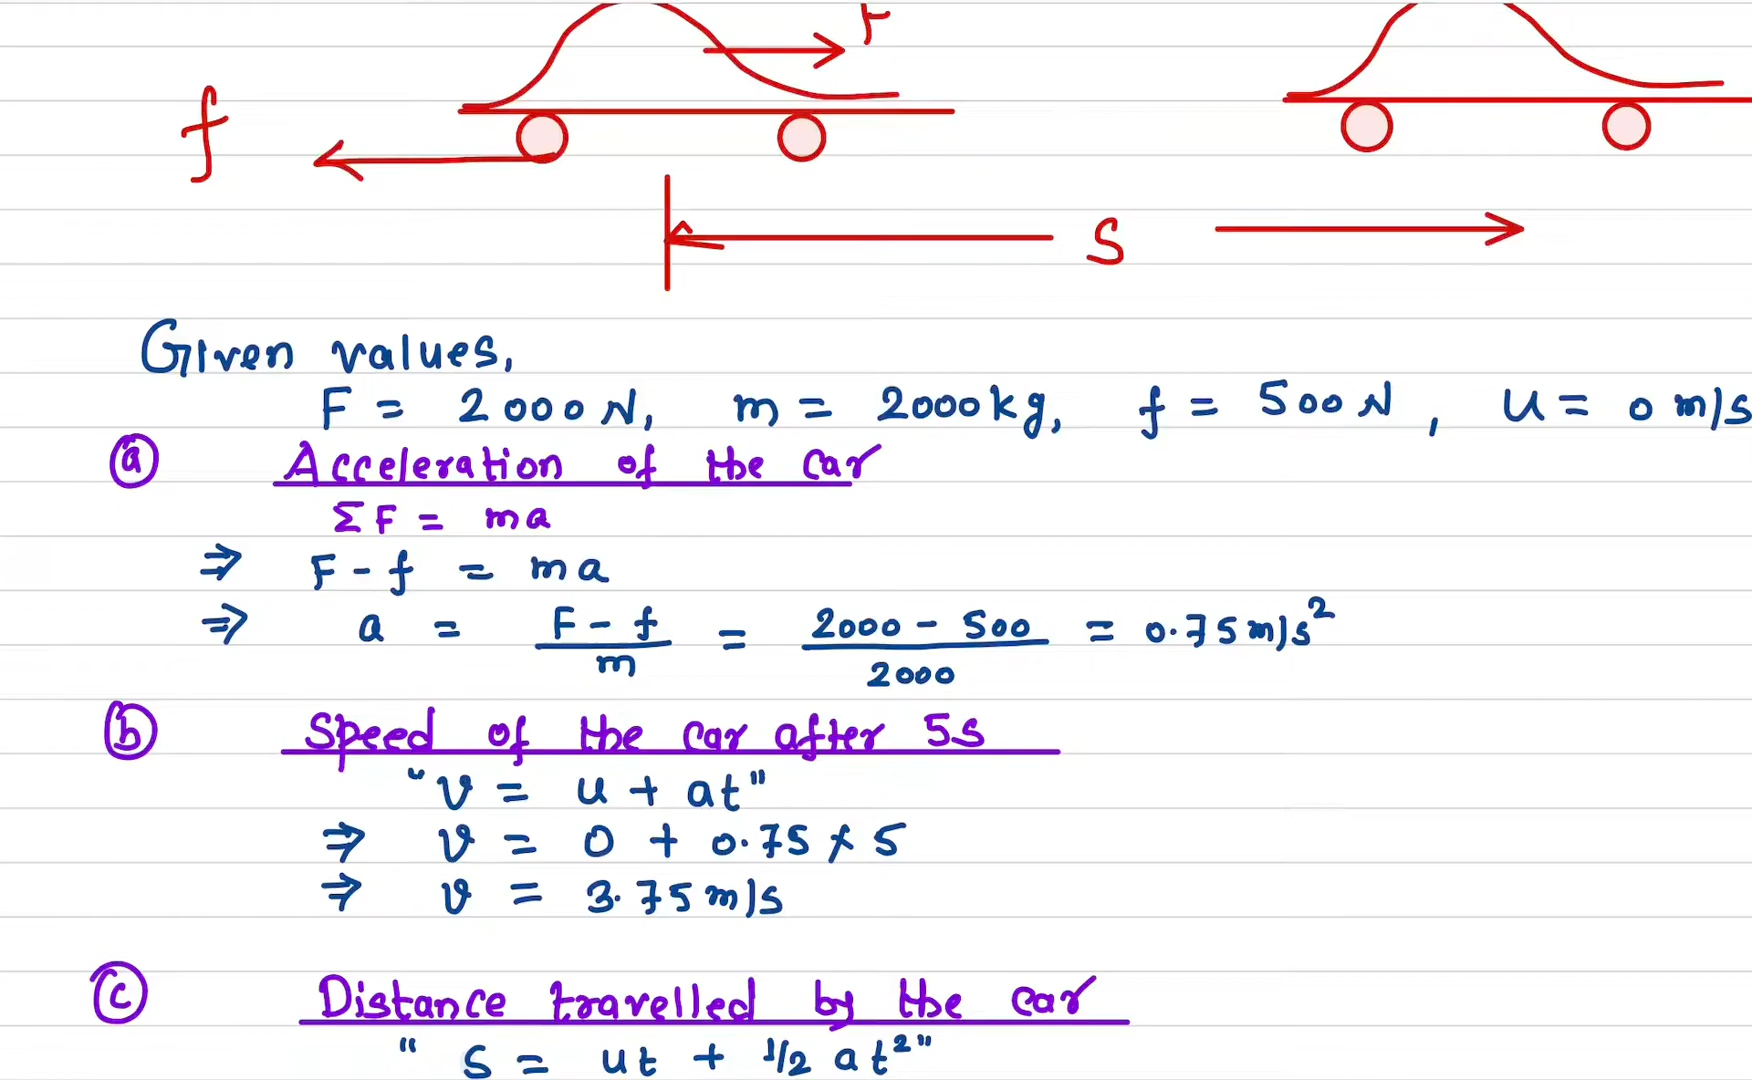 F
f
S
Given values,
F = 2000 N, m = 2000 kg, f = 500 N, u = 0 m/s
(a) Acceleration of the car
ΣF = ma
⇒ F - f = ma
⇒ a = (F - f)/m = (2000 - 500)/2000 = 0.75 m/s²
(b) Speed of the car after 5s
"v = u + at"
⇒ v = 0 + 0.75 × 5
⇒ v = 3.75 m/s
(c) Distance travelled by the car
"S = ut + 1/2 at²"